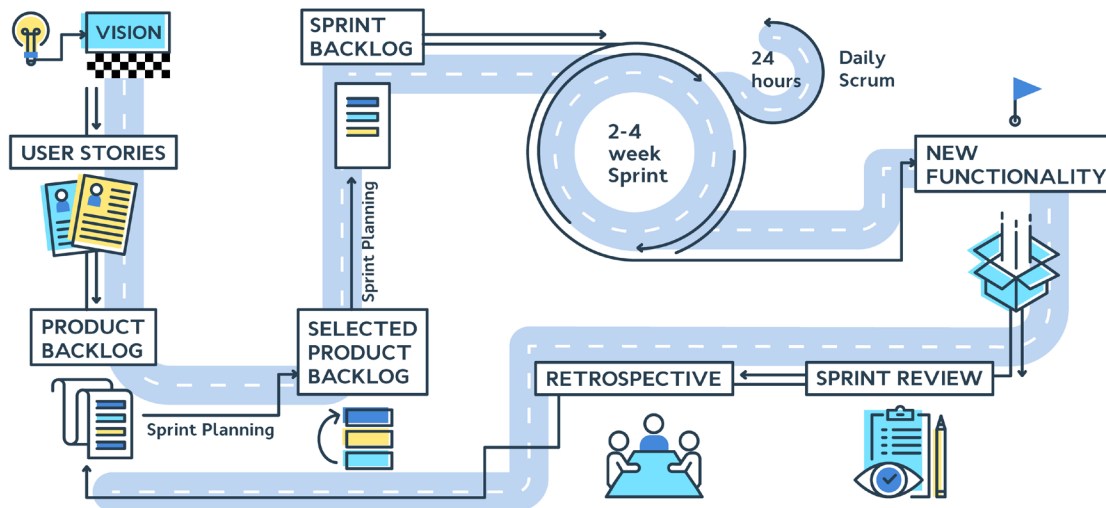 VISION
USER STORIES
PRODUCT
BACKLOG
Sprint Planning
SELECTED
PRODUCT
BACKLOG
Sprint Planning
SPRINT
BACKLOG
2-4
week
Sprint
24
hours
Daily
Scrum
NEW
FUNCTIONALITY
SPRINT REVIEW
RETROSPECTIVE